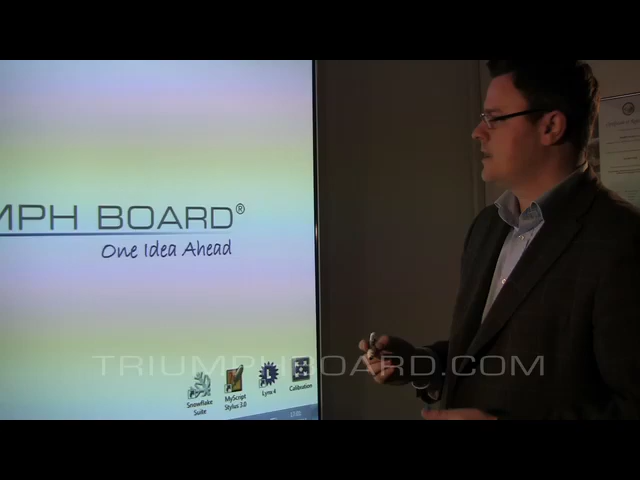 MPH BOARD®
One Idea Ahead
TRIUMPHBOARD.COM
Snowflake
Suite
MyScript
Stylus 3.0
Lynx 4
Calibration